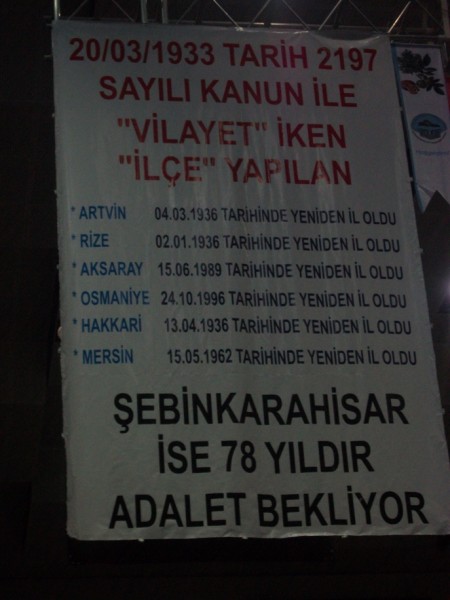 20/03/1933 TARİH 2197
SAYILI KANUN İLE
"VİLAYET" İKEN
"İLÇE" YAPILAN
* ARTVİN 04.03.1936 TARİHİNDE YENİDEN İL OLDU
* RİZE 02.01.1936 TARİHİNDE YENİDEN İL OLDU
* AKSARAY 15.06.1989 TARİHİNDE YENİDEN İL OLDU
* OSMANİYE 24.10.1996 TARİHİNDE YENİDEN İL OLDU
* HAKKARİ 13.04.1936 TARİHİNDE YENİDEN İL OLDU
* MERSİN 15.05.1962 TARİHİNDE YENİDEN İL OLDU
ŞEBİNKARAHİSAR
İSE 78 YILDIR
ADALET BEKLİYOR